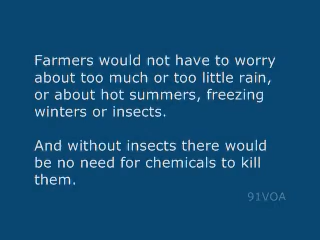 Farmers would not have to worry
about too much or too little rain,
or about hot summers, freezing
winters or insects.
And without insects there would
be no need for chemicals to kill
them.
91VOA